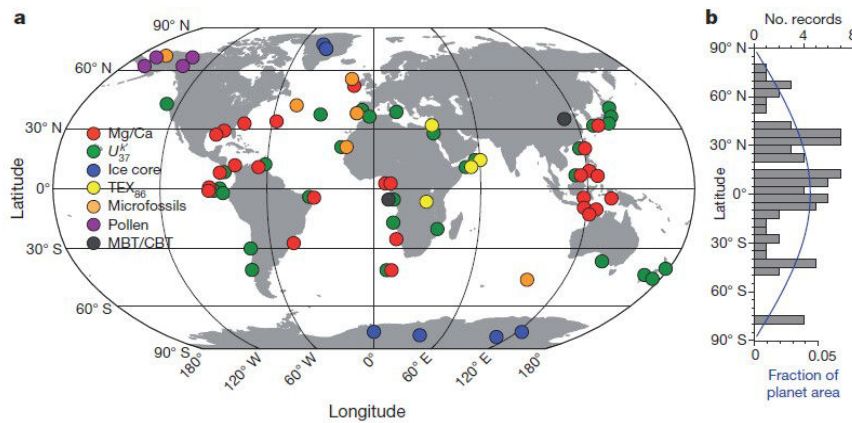 a
90° N
60° N
30° N
0°
30° S
60° S
90° S
Latitude
Mg/Ca
U37K′
Ice core
TEX86
Microfossils
Pollen
MBT/CBT
180°
120° W
60° W
0°
60° E
120° E
180°
Longitude
b
No. records
0 4 8
90° N
60° N
30° N
0°
30° S
60° S
90° S
Latitude
0 0.05
Fraction of
planet area